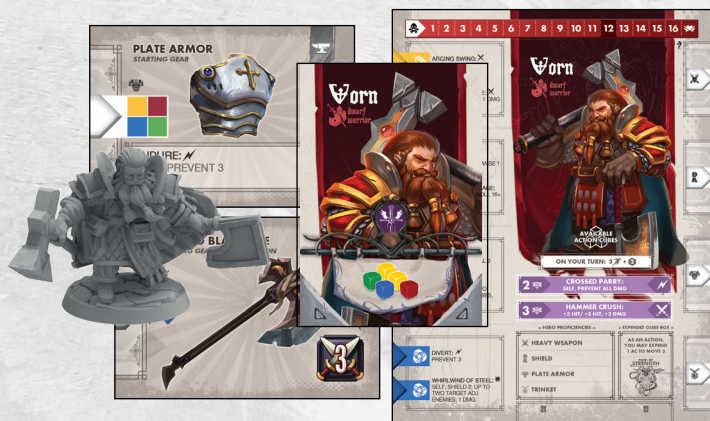 PLATE ARMOR
STARTING GEAR
PREVENT 3
3
Vorn
dwarf
warrior
1 2 3 4 5 6 7 8 9 10 11 12 13 14 15 16
ARCING SWING:
1 DMG
Vorn
dwarf
warrior
AVAILABLE
ACTION CUBES
ON YOUR TURN: 3
2 CROSSED PARRY:
SELF, PREVENT ALL DMG
3 HAMMER CRUSH:
+3 HIT/ +3 HIT, +2 DMG
HERO PROFICIENCIES
HEAVY WEAPON
SHIELD
PLATE ARMOR
TRINKET
EXPENDED CUBES BOX
AS AN ACTION,
YOU MAY EXPEND
1 AC TO MOVE 3
STRENGTH
DIVERT:
PREVENT 3
WHIRLWIND OF STEEL:
SELF, SHIELD 2; UP TO
TWO TARGET ADJ
ENEMIES, 1 DMG